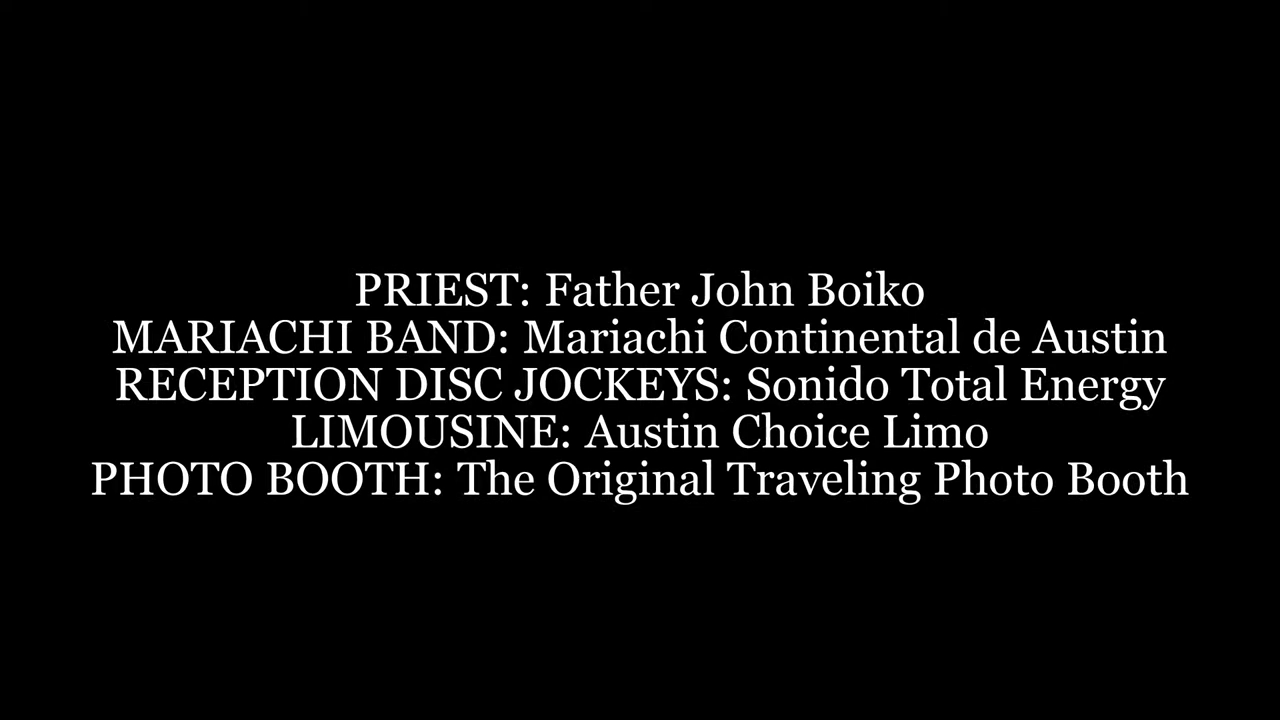 PRIEST: Father John Boiko
MARIACHI BAND: Mariachi Continental de Austin
RECEPTION DISC JOCKEYS: Sonido Total Energy
LIMOUSINE: Austin Choice Limo
PHOTO BOOTH: The Original Traveling Photo Booth